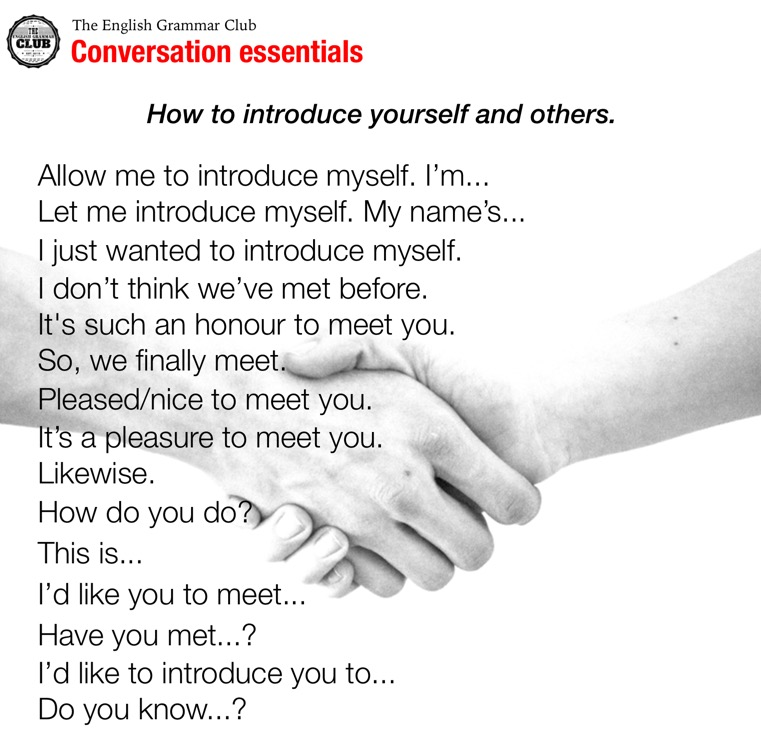 THE
ENGLISH GRAMMAR
CLUB
The English Grammar Club
Conversation essentials
How to introduce yourself and others.
Allow me to introduce myself. I’m...
Let me introduce myself. My name’s...
I just wanted to introduce myself.
I don’t think we’ve met before.
It's such an honour to meet you.
So, we finally meet.
Pleased/nice to meet you.
It’s a pleasure to meet you.
Likewise.
How do you do?
This is...
I’d like you to meet...
Have you met...?
I’d like to introduce you to...
Do you know...?